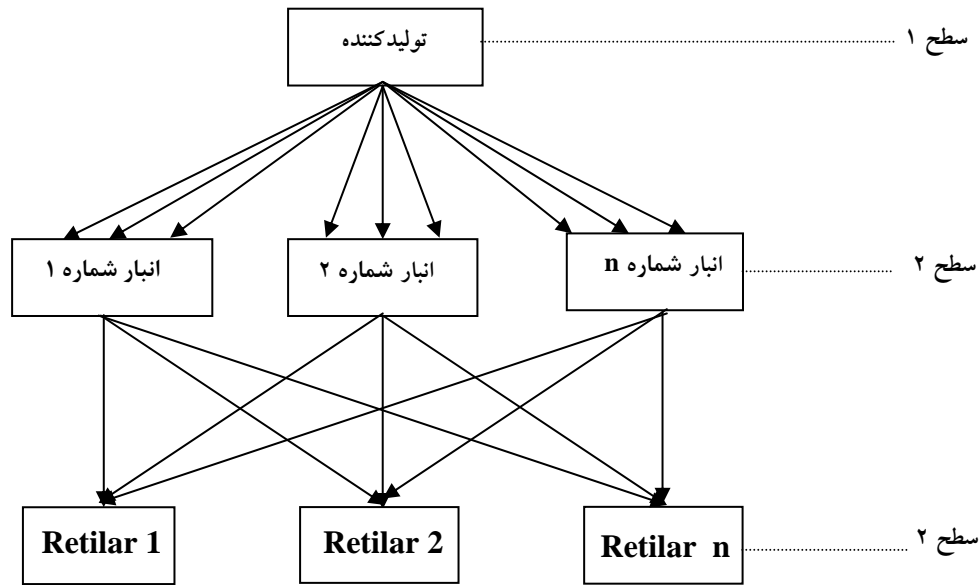 تولیدکننده
سطح ۱
انبار شماره ۱
انبار شماره ۲
انبار شماره n
سطح ۲
Retilar 1
Retilar 2
Retilar n
سطح ۲